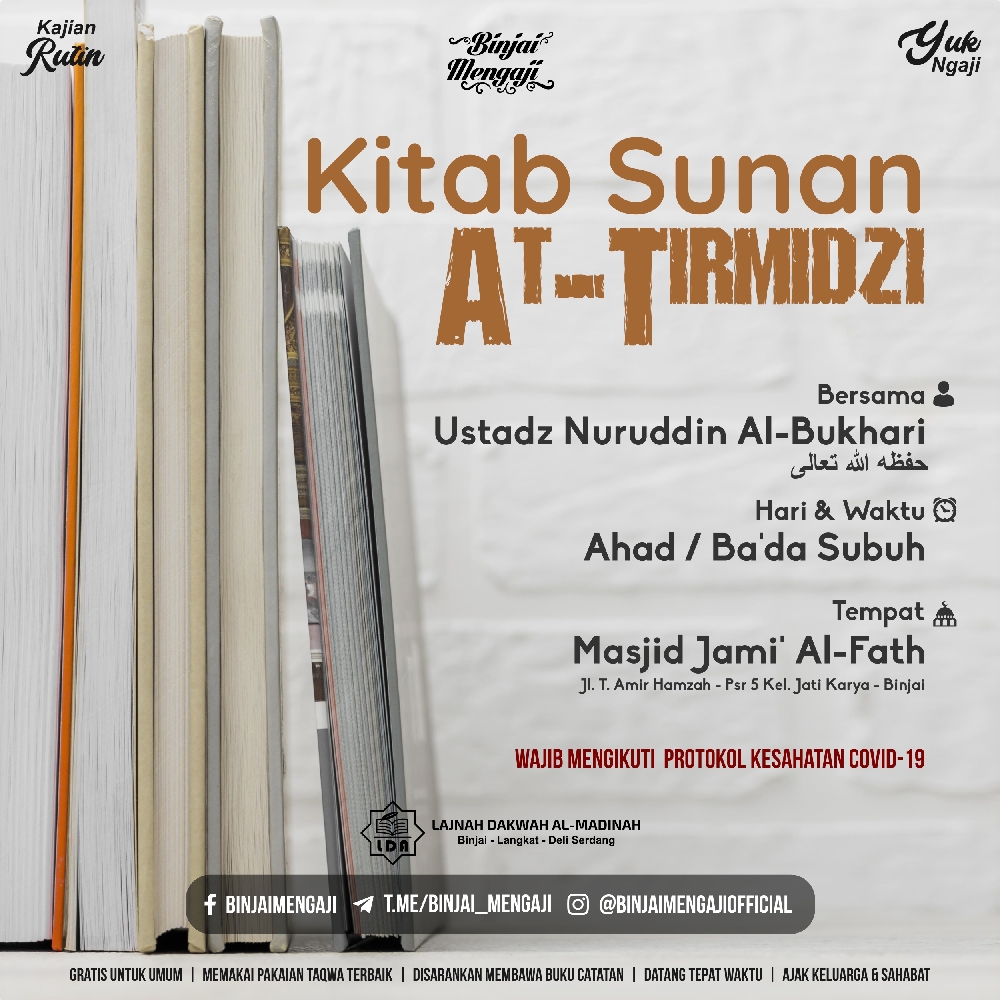 Kajian
Rutin
Binjai
Mengaji
Yuk
Ngaji
Kitab Sunan
At-Tirmidzi
Bersama
Ustadz Nuruddin Al-Bukhari
حفظه الله تعالى
Hari & Waktu
Ahad / Ba'da Subuh
Tempat
Masjid Jami' Al-Fath
Jl. T. Amir Hamzah - Psr 5 Kel. Jati Karya - Binjai
WAJIB MENGIKUTI PROTOKOL KESAHATAN COVID-19
LDA
LAJNAH DAKWAH AL-MADINAH
Binjai - Langkat - Deli Serdang
BINJAIMENGAJI T.ME/BINJAI_MENGAJI @BINJAIMENGAJIOFFICIAL
GRATIS UNTUK UMUM | MEMAKAI PAKAIAN TAQWA TERBAIK | DISARANKAN MEMBAWA BUKU CATATAN | DATANG TEPAT WAKTU | AJAK KELUARGA & SAHABAT